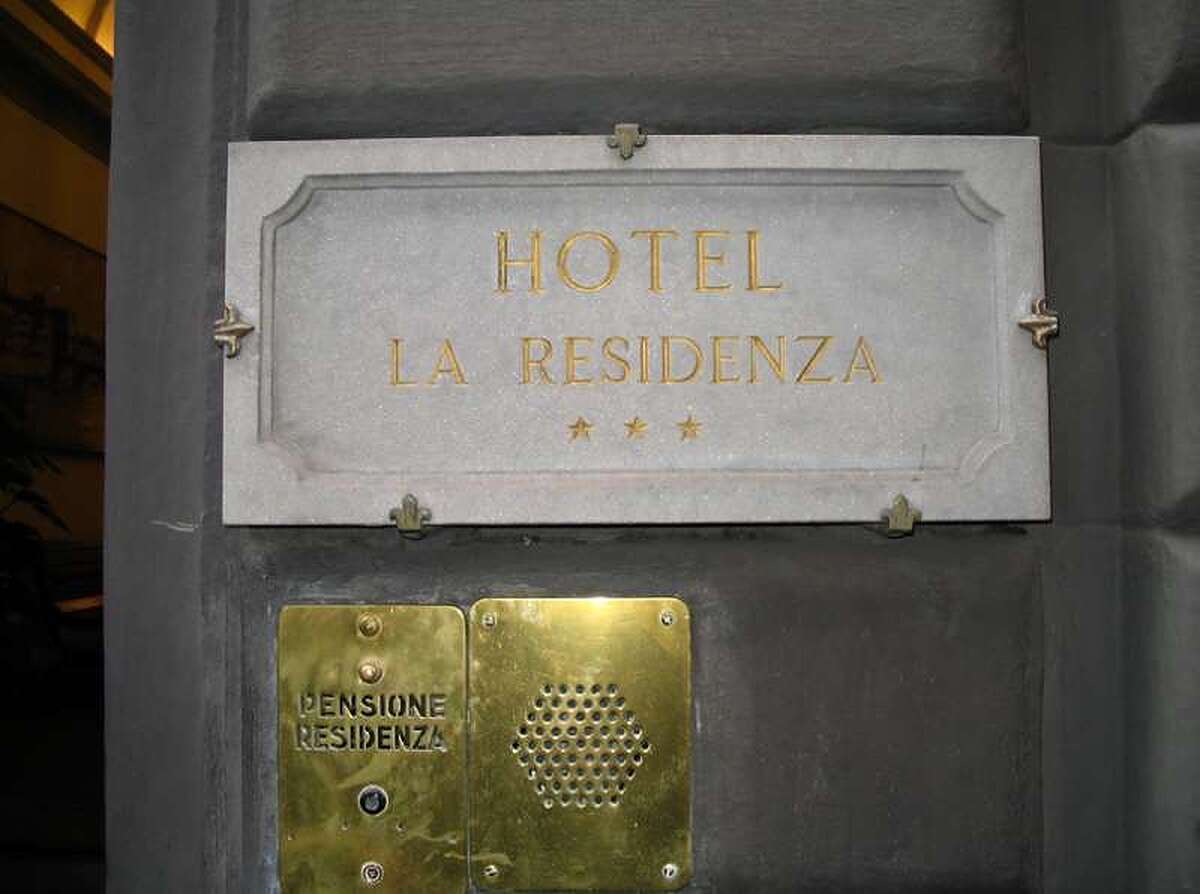 HOTEL
LA RESIDENZA
★ ★ ★
PENSIONE
RESIDENZA